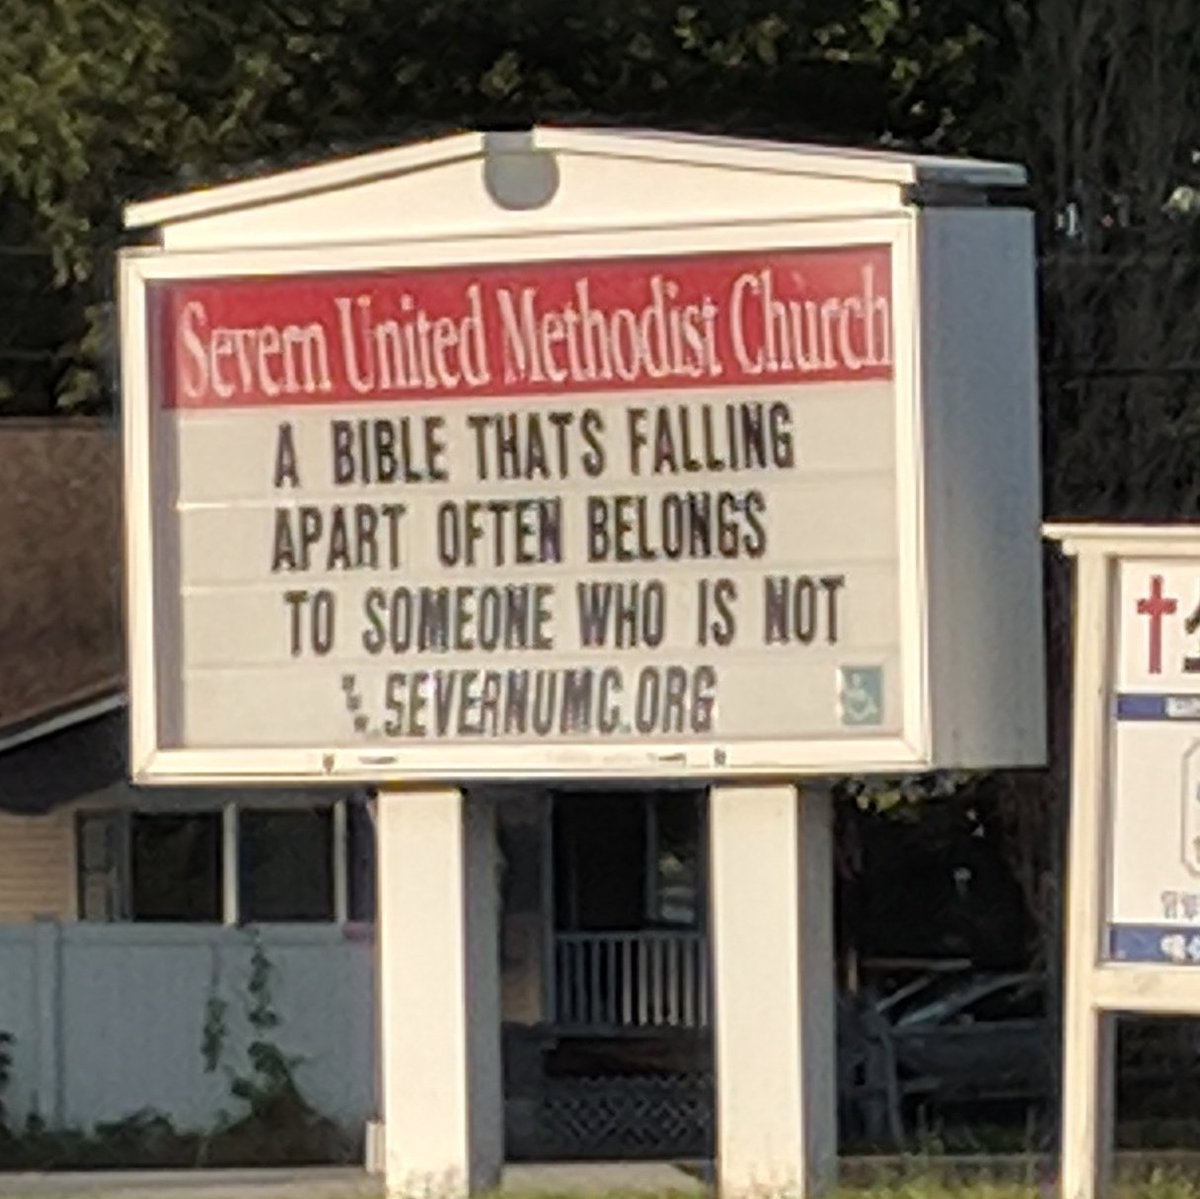 Severn United Methodist Church
A BIBLE THATS FALLING
APART OFTEN BELONGS
TO SOMEONE WHO IS NOT
SEVERNUMC.ORG